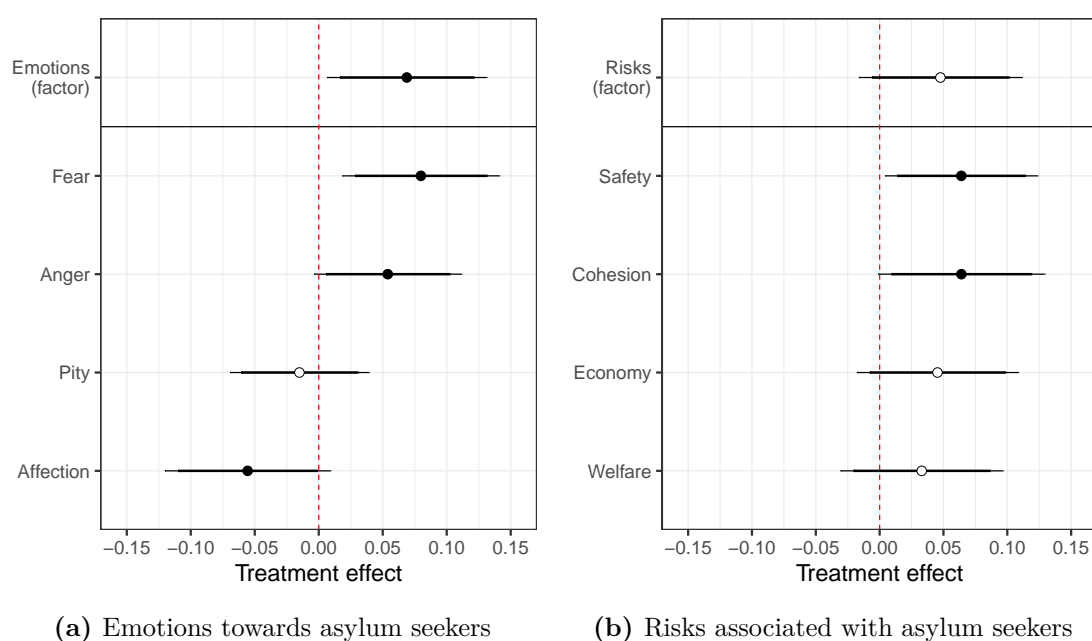 Emotions
(factor)
Fear
Anger
Pity
Affection
−0.15 −0.10 −0.05 0.00 0.05 0.10 0.15
Treatment effect
(a) Emotions towards asylum seekers
Risks
(factor)
Safety
Cohesion
Economy
Welfare
−0.15 −0.10 −0.05 0.00 0.05 0.10 0.15
Treatment effect
(b) Risks associated with asylum seekers